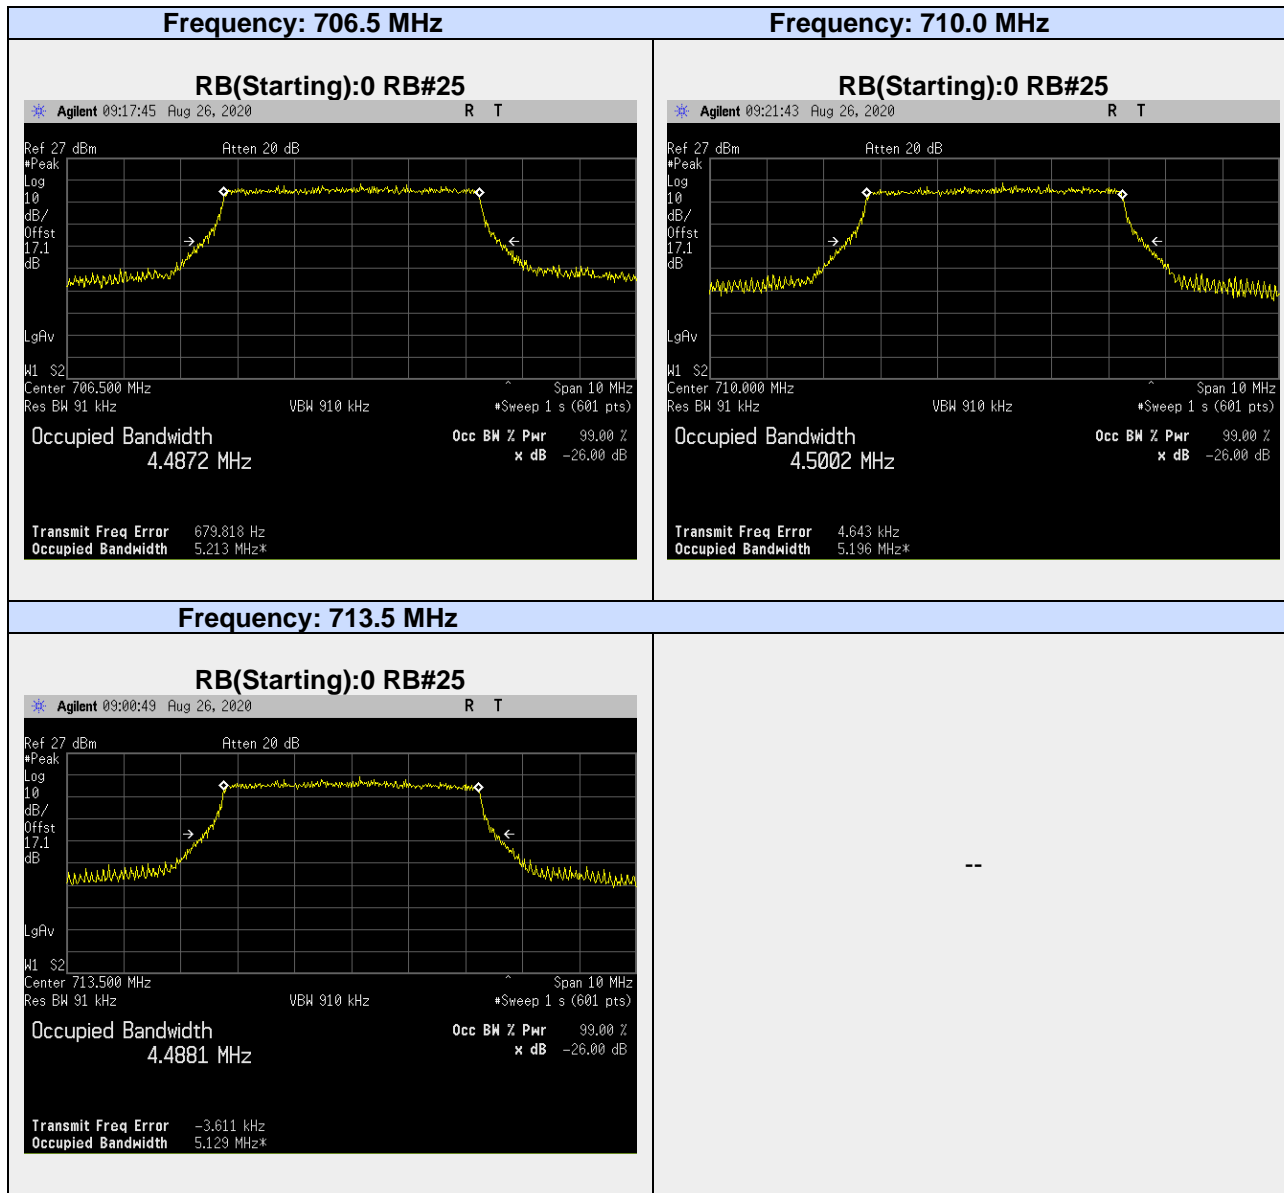 Frequency: 706.5 MHz
Frequency: 710.0 MHz
RB(Starting):0 RB#25
Agilent 09:17:45 Aug 26, 2020 R T
Ref 27 dBm Atten 20 dB
#Peak
Log
10
dB/
Offst
17.1
dB
LgAv
W1 S2
Center 706.500 MHz Span 10 MHz
Res BW 91 kHz VBW 910 kHz #Sweep 1 s (601 pts)
Occupied Bandwidth Occ BW % Pwr 99.00 %
4.4872 MHz x dB -26.00 dB
Transmit Freq Error 679.818 Hz
Occupied Bandwidth 5.213 MHz*
RB(Starting):0 RB#25
Agilent 09:21:43 Aug 26, 2020 R T
Ref 27 dBm Atten 20 dB
#Peak
Log
10
dB/
Offst
17.1
dB
LgAv
W1 S2
Center 710.000 MHz Span 10 MHz
Res BW 91 kHz VBW 910 kHz #Sweep 1 s (601 pts)
Occupied Bandwidth Occ BW % Pwr 99.00 %
4.5002 MHz x dB -26.00 dB
Transmit Freq Error 4.643 kHz
Occupied Bandwidth 5.196 MHz*
Frequency: 713.5 MHz
RB(Starting):0 RB#25
Agilent 09:00:49 Aug 26, 2020 R T
Ref 27 dBm Atten 20 dB
#Peak
Log
10
dB/
Offst
17.1
dB
LgAv
W1 S2
Center 713.500 MHz Span 10 MHz
Res BW 91 kHz VBW 910 kHz #Sweep 1 s (601 pts)
Occupied Bandwidth Occ BW % Pwr 99.00 %
4.4881 MHz x dB -26.00 dB
Transmit Freq Error -3.611 kHz
Occupied Bandwidth 5.129 MHz*
--